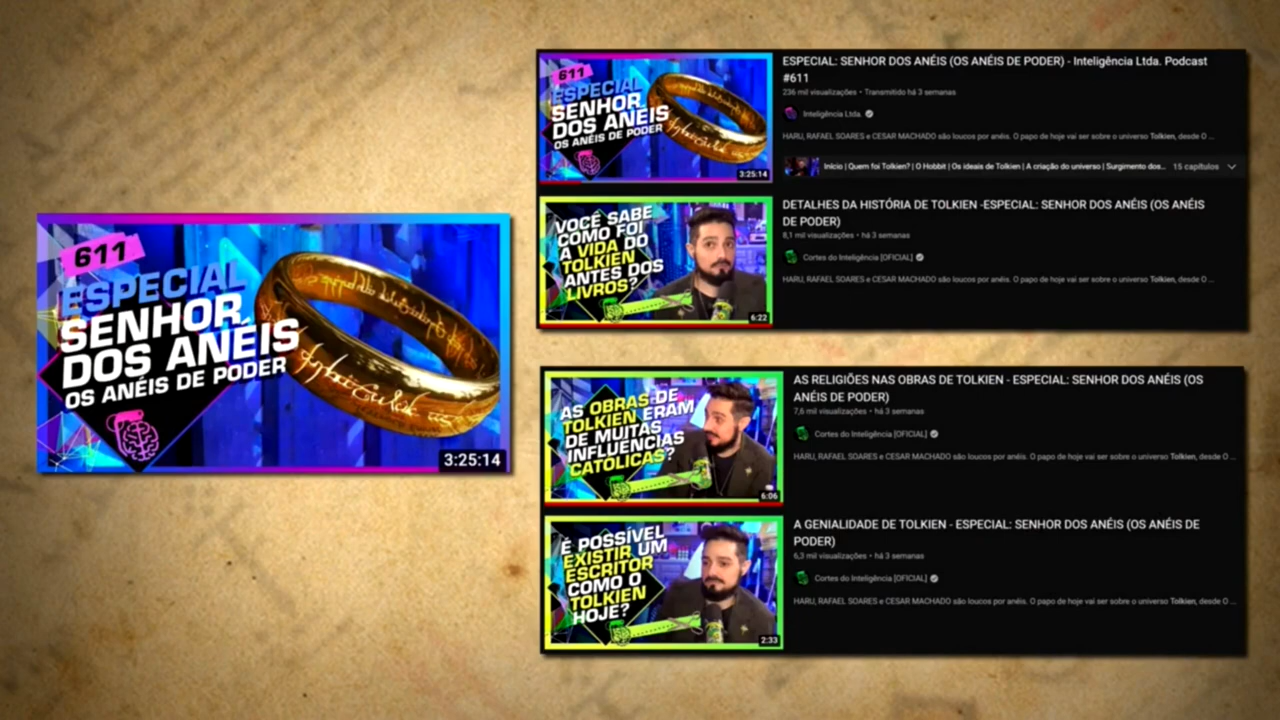 611
ESPECIAL
SENHOR
DOS ANÉIS
OS ANÉIS DE PODER
3:25:14
611
ESPECIAL
SENHOR
DOS ANÉIS
OS ANÉIS DE PODER
3:25:14
ESPECIAL: SENHOR DOS ANÉIS (OS ANÉIS DE PODER) - Inteligência Ltda. Podcast
#611
236 mil visualizações • Transmitido há 3 semanas
Inteligência Ltda.
HARU, RAFAEL SOARES e CESAR MACHADO são loucos por anéis. O papo de hoje vai ser sobre o universo Tolkien, desde O ...
Início | Quem foi Tolkien? | O Hobbit | Os ideais de Tolkien | A criação do universo | Surgimento dos... 15 capítulos
VOCÊ SABE
COMO FOI
A VIDA DO
TOLKIEN
ANTES DOS
LIVROS?
6:22
DETALHES DA HISTÓRIA DE TOLKIEN -ESPECIAL: SENHOR DOS ANÉIS (OS ANÉIS
DE PODER)
8,1 mil visualizações • há 3 semanas
Cortes do Inteligência [OFICIAL]
HARU, RAFAEL SOARES e CESAR MACHADO são loucos por anéis. O papo de hoje vai ser sobre o universo Tolkien, desde O ...
AS OBRAS DE
TOLKIEN ERAM
DE MUITAS
INFLUÊNCIAS
CATÓLICAS?
6:06
AS RELIGIÕES NAS OBRAS DE TOLKIEN - ESPECIAL: SENHOR DOS ANÉIS (OS
ANÉIS DE PODER)
7,6 mil visualizações • há 3 semanas
Cortes do Inteligência [OFICIAL]
HARU, RAFAEL SOARES e CESAR MACHADO são loucos por anéis. O papo de hoje vai ser sobre o universo Tolkien, desde O ...
É POSSÍVEL
EXISTIR UM
ESCRITOR
COMO O
TOLKIEN
HOJE?
2:33
A GENIALIDADE DE TOLKIEN - ESPECIAL: SENHOR DOS ANÉIS (OS ANÉIS DE
PODER)
6,3 mil visualizações • há 3 semanas
Cortes do Inteligência [OFICIAL]
HARU, RAFAEL SOARES e CESAR MACHADO são loucos por anéis. O papo de hoje vai ser sobre o universo Tolkien, desde O ...